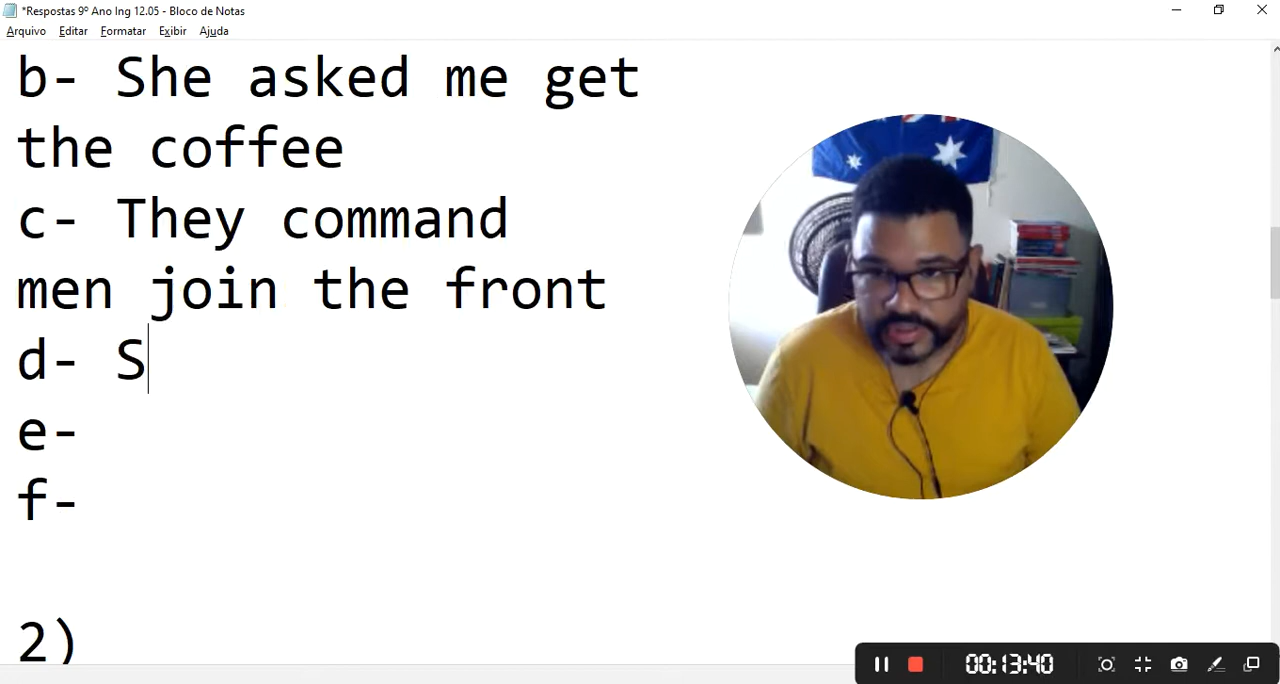 *Respostas 9º Ano Ing 12.05 - Bloco de Notas
Arquivo Editar Formatar Exibir Ajuda
b- She asked me get
the coffee
c- They command
men join the front
d- S
e-
f-
2)
00:13:40